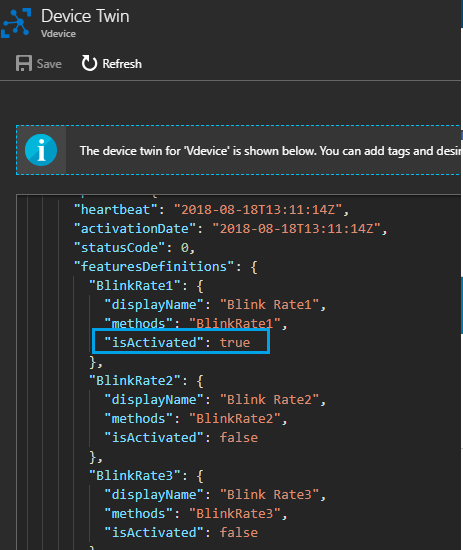 Device Twin
Vdevice
Save
Refresh
The device twin for 'Vdevice' is shown below. You can add tags and
"heartbeat": "2018-08-18T13:11:14Z",
"activationDate": "2018-08-18T13:11:14Z",
"statusCode": 0,
"featuresDefinitions": {
"BlinkRate1": {
"displayName": "Blink Rate1",
"methods": "BlinkRate1",
"isActivated": true
},
"BlinkRate2": {
"displayName": "Blink Rate2",
"methods": "BlinkRate2",
"isActivated": false
},
"BlinkRate3": {
"displayName": "Blink Rate3",
"methods": "BlinkRate3",
"isActivated": false